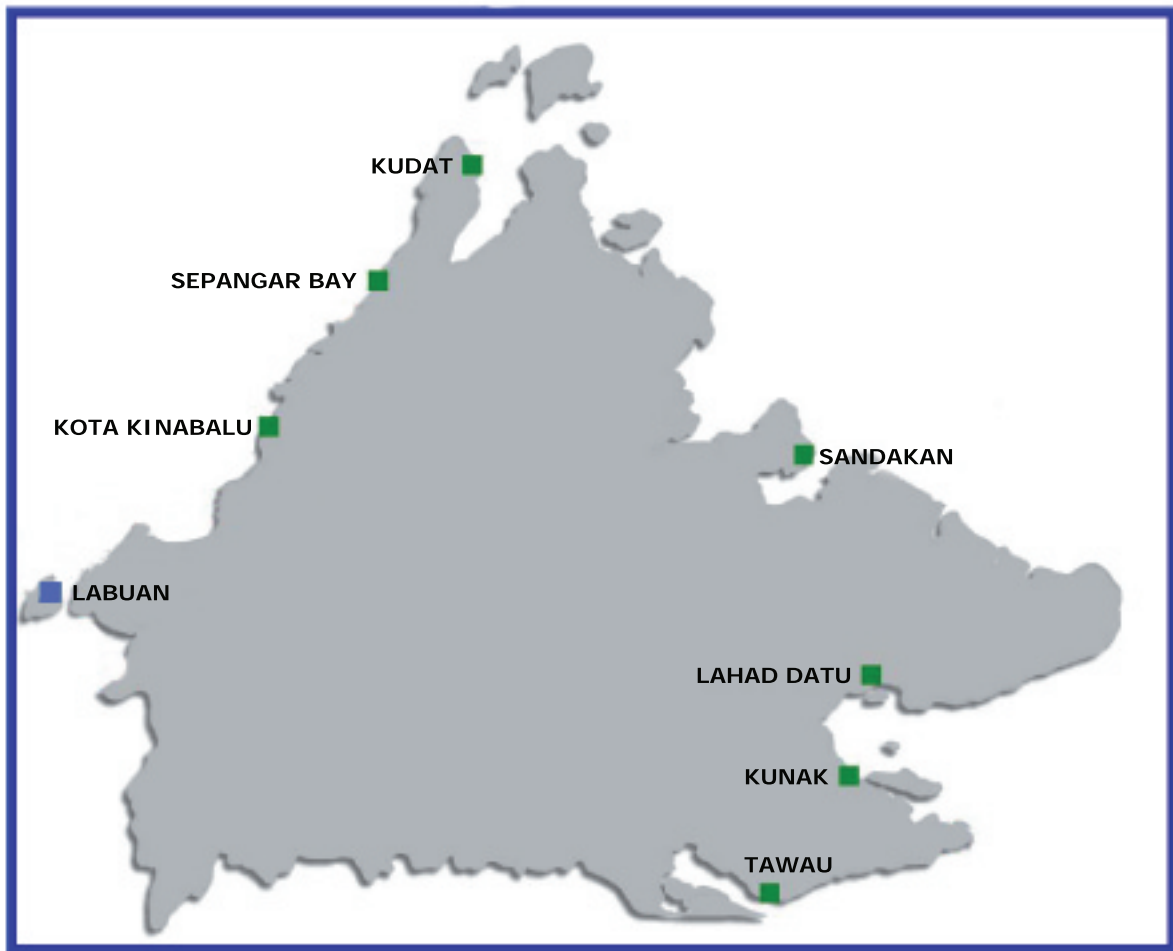 KUDAT
SEPANGAR BAY
KOTA KINABALU
SANDAKAN
LABUAN
LAHAD DATU
KUNAK
TAWAU